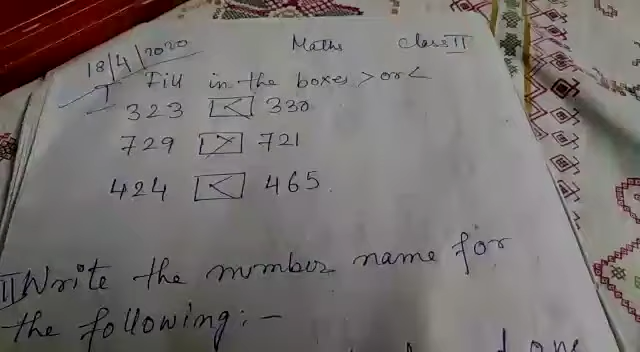 18/4/2020 Maths Class II
I Fill in the boxes > or <
323 < 330
729 > 721
424 < 465
II Write the number name for
the following:-